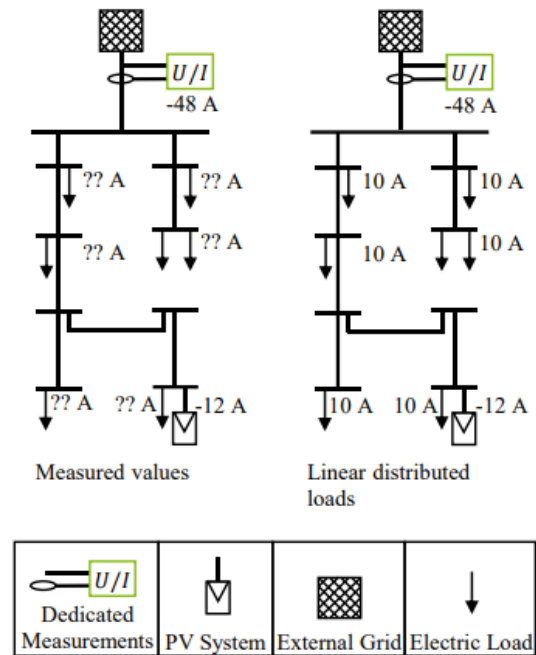 U/I
-48 A
?? A
?? A
?? A
?? A
?? A
?? A
-12 A
Measured values
U/I
-48 A
10 A
10 A
10 A
10 A
10 A
10 A
-12 A
Linear distributed
loads
U/I
Dedicated
Measurements
PV System
External Grid
Electric Load